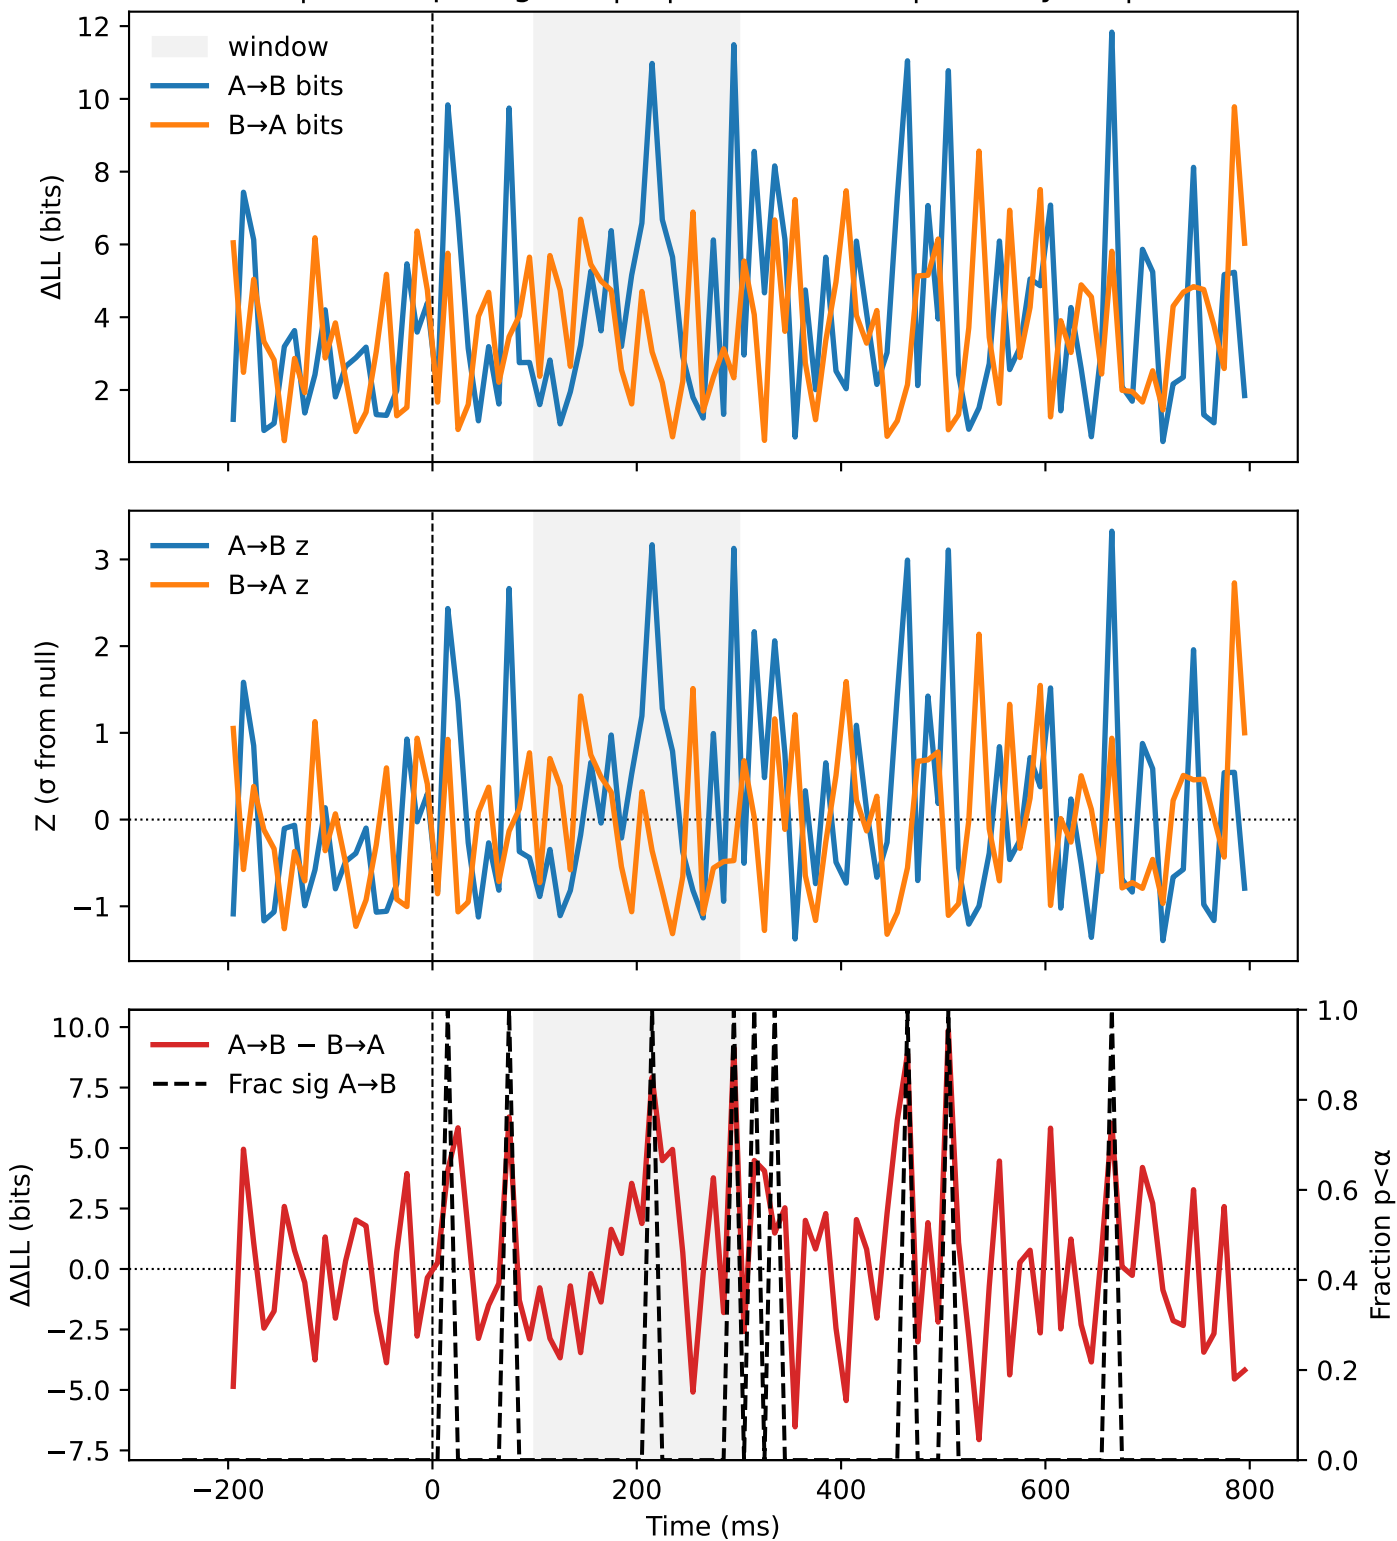 12
10
8
6
4
2
ΔLL (bits)
window
A→B bits
B→A bits
3
2
1
0
−1
Z (σ from null)
A→B z
B→A z
10.0
7.5
5.0
2.5
0.0
−2.5
−5.0
−7.5
ΔΔLL (bits)
A→B − B→A
Frac sig A→B
1.0
0.8
0.6
0.4
0.2
0.0
Fraction p<α
−200 0 200 400 600 800
Time (ms)